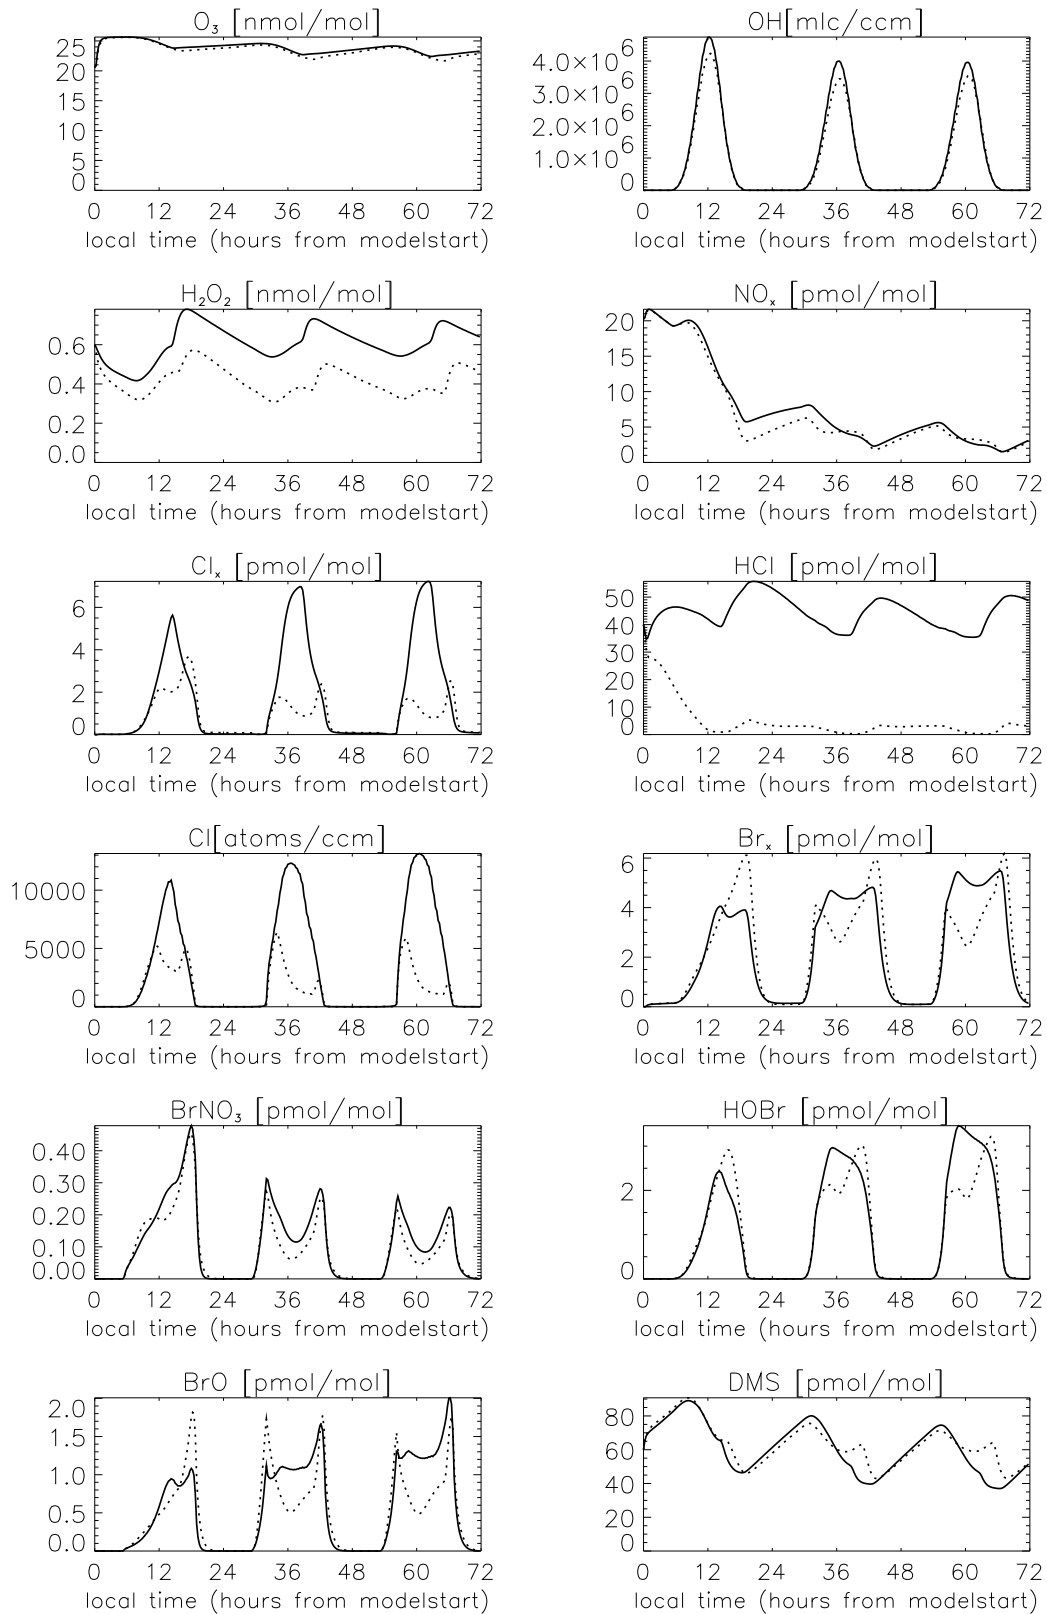 O₃ [nmol/mol]
25
20
15
10
5
0
0 12 24 36 48 60 72
local time (hours from modelstart)
OH[mlc/ccm]
4.0×10⁶
3.0×10⁶
2.0×10⁶
1.0×10⁶
0
0 12 24 36 48 60 72
local time (hours from modelstart)
H₂O₂ [nmol/mol]
0.6
0.4
0.2
0.0
0 12 24 36 48 60 72
local time (hours from modelstart)
NOₓ [pmol/mol]
20
15
10
5
0
0 12 24 36 48 60 72
local time (hours from modelstart)
Clₓ [pmol/mol]
6
4
2
0
0 12 24 36 48 60 72
local time (hours from modelstart)
HCl [pmol/mol]
50
40
30
20
10
0
0 12 24 36 48 60 72
local time (hours from modelstart)
Cl[atoms/ccm]
10000
5000
0
0 12 24 36 48 60 72
local time (hours from modelstart)
Brₓ [pmol/mol]
6
4
2
0
0 12 24 36 48 60 72
local time (hours from modelstart)
BrNO₃ [pmol/mol]
0.40
0.30
0.20
0.10
0.00
0 12 24 36 48 60 72
local time (hours from modelstart)
HOBr [pmol/mol]
2
0
0 12 24 36 48 60 72
local time (hours from modelstart)
BrO [pmol/mol]
2.0
1.5
1.0
0.5
0.0
0 12 24 36 48 60 72
local time (hours from modelstart)
DMS [pmol/mol]
80
60
40
20
0
0 12 24 36 48 60 72
local time (hours from modelstart)